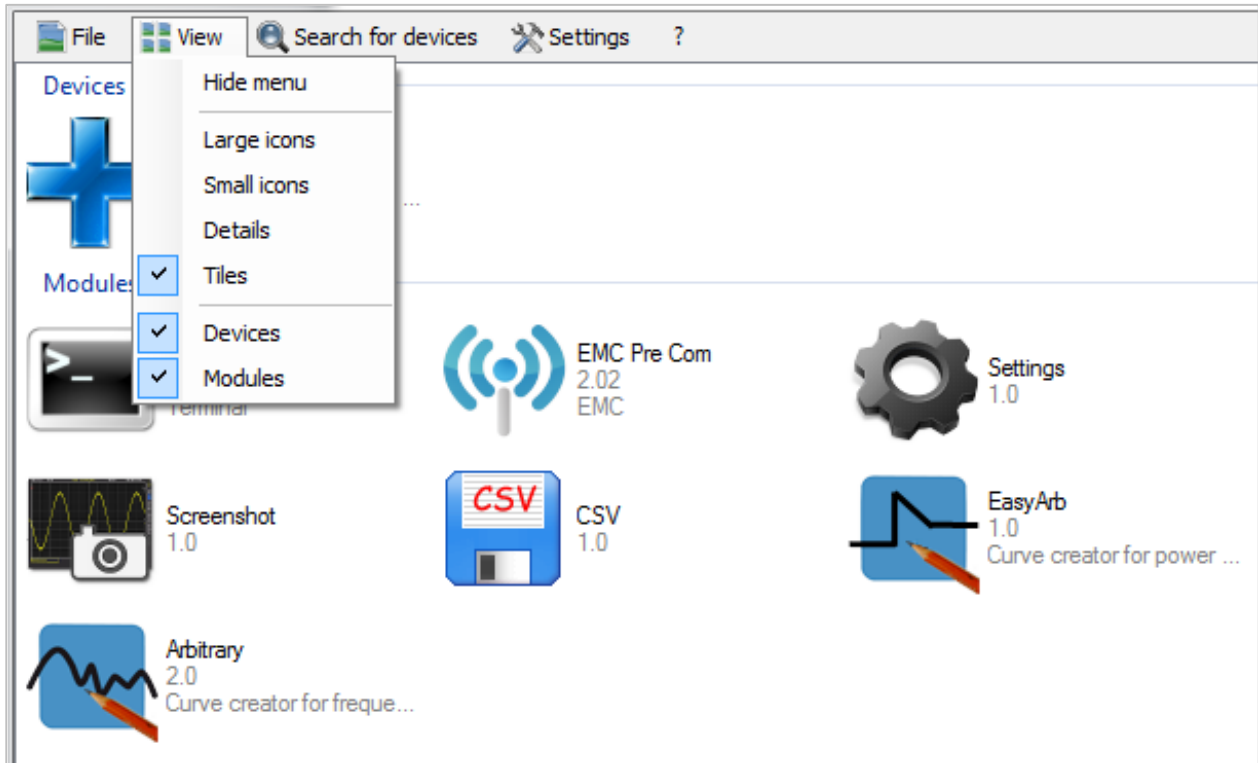 File View Search for devices Settings ?
Devices
Hide menu
Large icons
Small icons
Details
Tiles
Devices
Modules
...
Modules
>_
Terminal
EMC Pre Com
2.02
EMC
Settings
1.0
Screenshot
1.0
CSV
CSV
1.0
EasyArb
1.0
Curve creator for power ...
Arbitrary
2.0
Curve creator for freque...